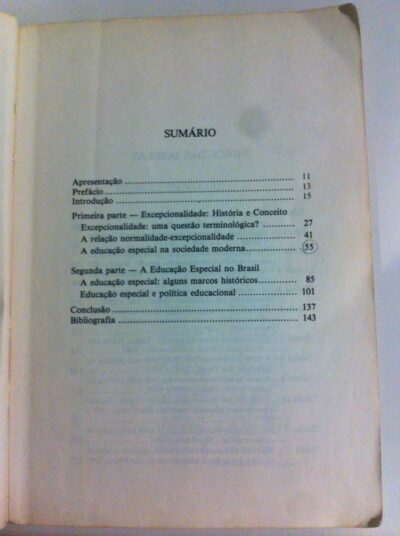 SUMÁRIO
Apresentação 11
Prefácio 13
Introdução 15
Primeira parte — Excepcionalidade: História e Conceito
Excepcionalidade: uma questão terminológica? 27
A relação normalidade-excepcionalidade 41
A educação especial na sociedade moderna 55
Segunda parte — A Educação Especial no Brasil
A educação especial: alguns marcos históricos 85
Educação especial e política educacional 101
Conclusão 137
Bibliografia 143